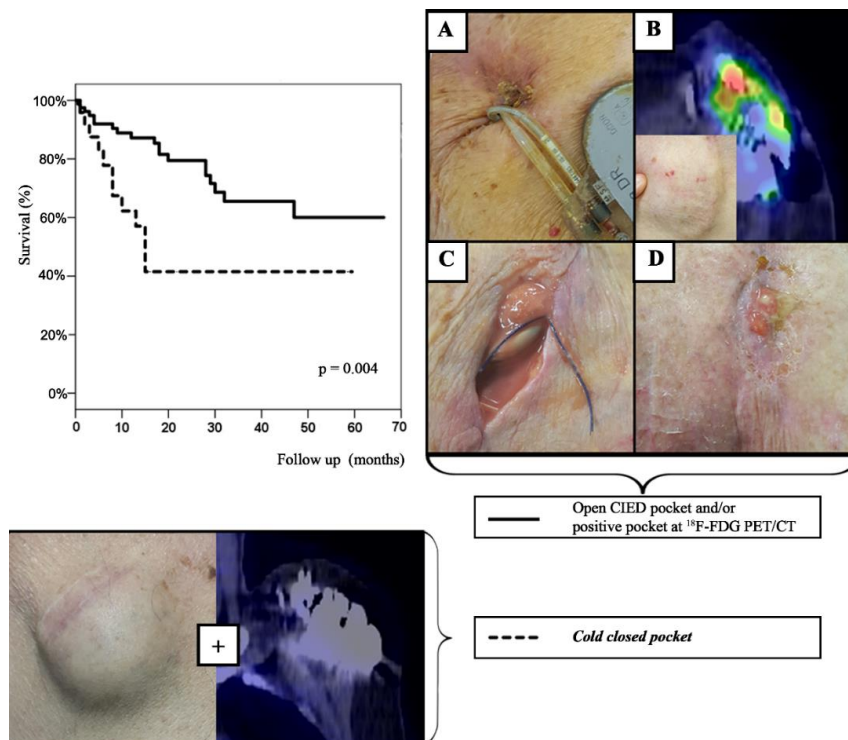 A
B
100%
80%
60%
40%
20%
0%
Survival (%)
p = 0.004
0
10
20
30
40
50
60
70
Follow up (months)
DR
C
D
Open CIED pocket and/or
positive pocket at ¹⁸F-FDG PET/CT
+
Cold closed pocket